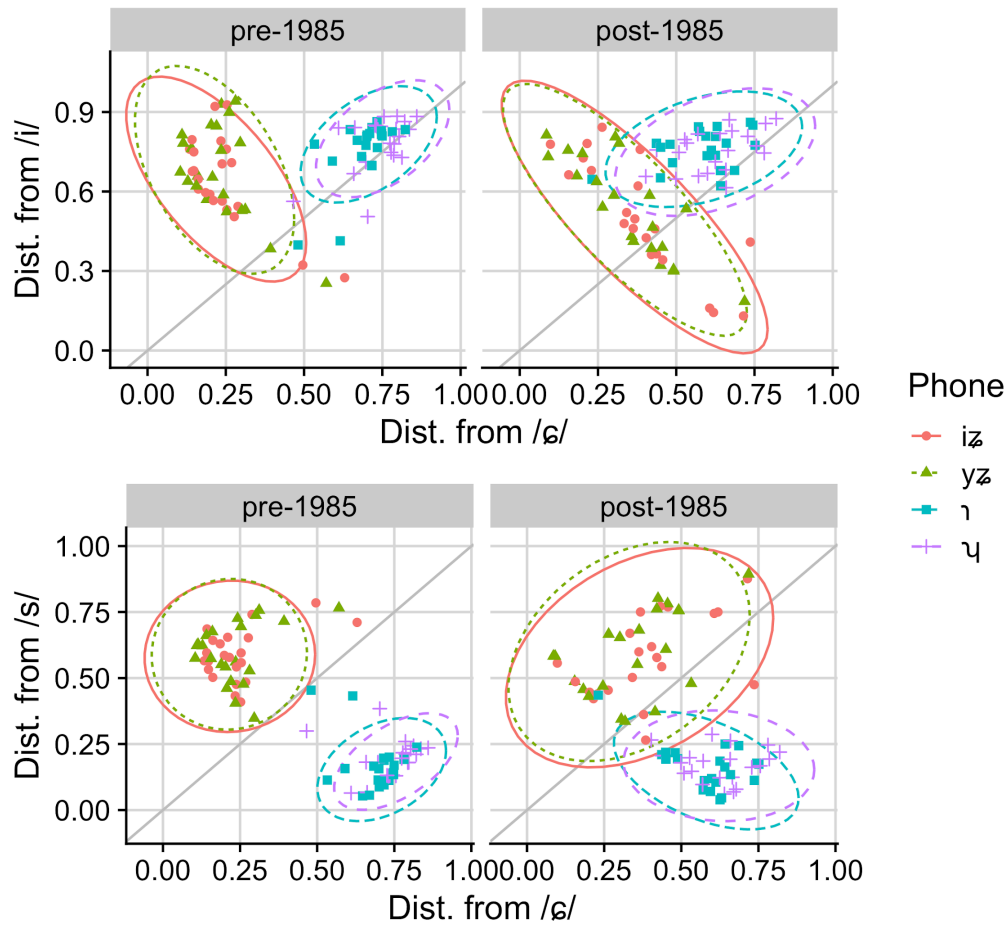 pre-1985 post-1985
0.9
0.6
0.3
0.0
Dist. from /i/
0.00 0.25 0.50 0.75 1.00 0.00 0.25 0.50 0.75 1.00
Dist. from /ɕ/
pre-1985 post-1985
1.00
0.75
0.50
0.25
0.00
Dist. from /s/
0.00 0.25 0.50 0.75 1.00 0.00 0.25 0.50 0.75 1.00
Dist. from /ɕ/
Phone
iʑ
yʑ
ɿ
ʮ